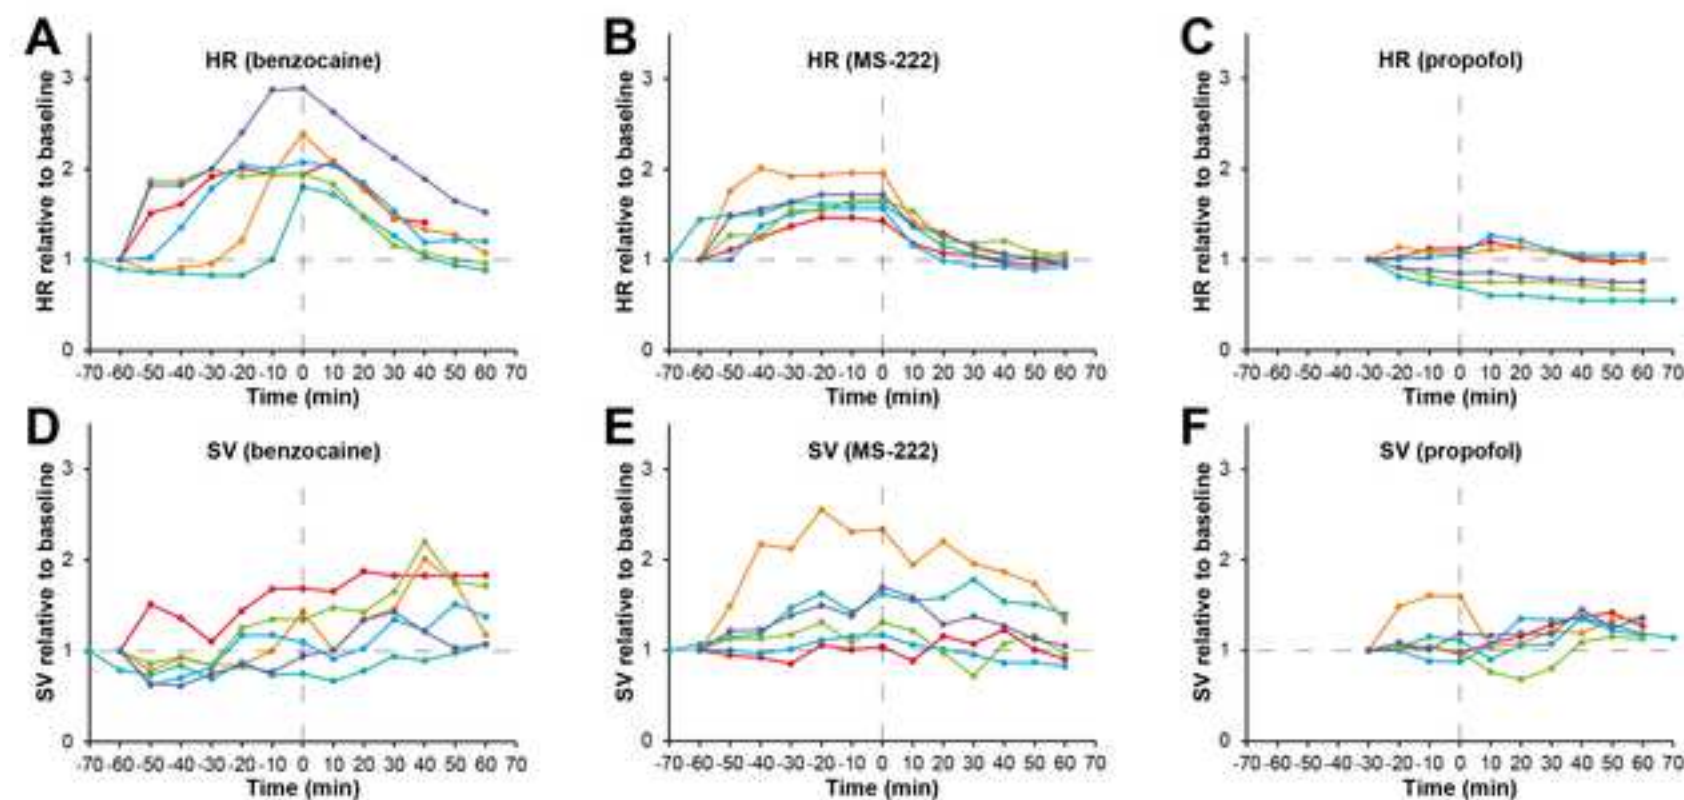 A
HR (benzocaine)
HR relative to baseline
3
2
1
0
-70 -60 -50 -40 -30 -20 -10 0 10 20 30 40 50 60 70
Time (min)
B
HR (MS-222)
HR relative to baseline
3
2
1
0
-70 -60 -50 -40 -30 -20 -10 0 10 20 30 40 50 60 70
Time (min)
C
HR (propofol)
HR relative to baseline
3
2
1
0
-70 -60 -50 -40 -30 -20 -10 0 10 20 30 40 50 60 70
Time (min)
D
SV (benzocaine)
SV relative to baseline
3
2
1
0
-70 -60 -50 -40 -30 -20 -10 0 10 20 30 40 50 60 70
Time (min)
E
SV (MS-222)
SV relative to baseline
3
2
1
0
-70 -60 -50 -40 -30 -20 -10 0 10 20 30 40 50 60 70
Time (min)
F
SV (propofol)
SV relative to baseline
3
2
1
0
-70 -60 -50 -40 -30 -20 -10 0 10 20 30 40 50 60 70
Time (min)